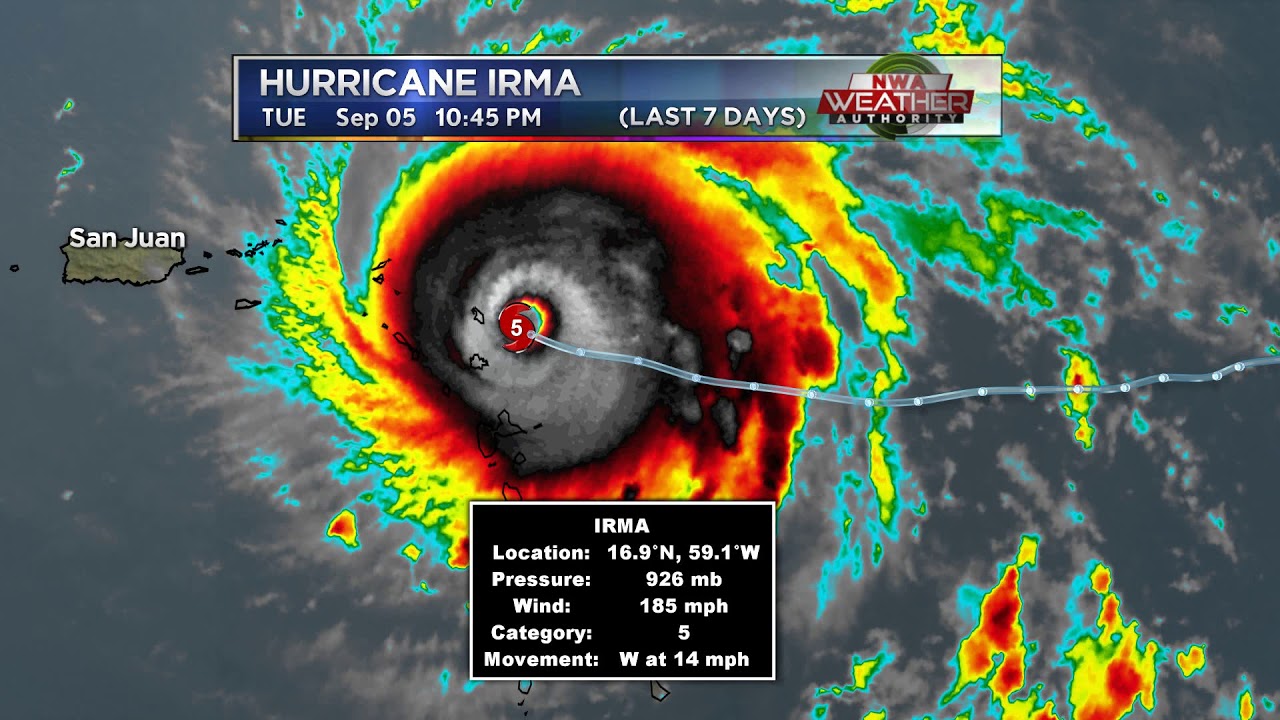 HURRICANE IRMA
TUE Sep 05 10:45 PM (LAST 7 DAYS)
NWA
WEATHER
AUTHORITY
San Juan
5
IRMA
Location: 16.9°N, 59.1°W
Pressure: 926 mb
Wind: 185 mph
Category: 5
Movement: W at 14 mph